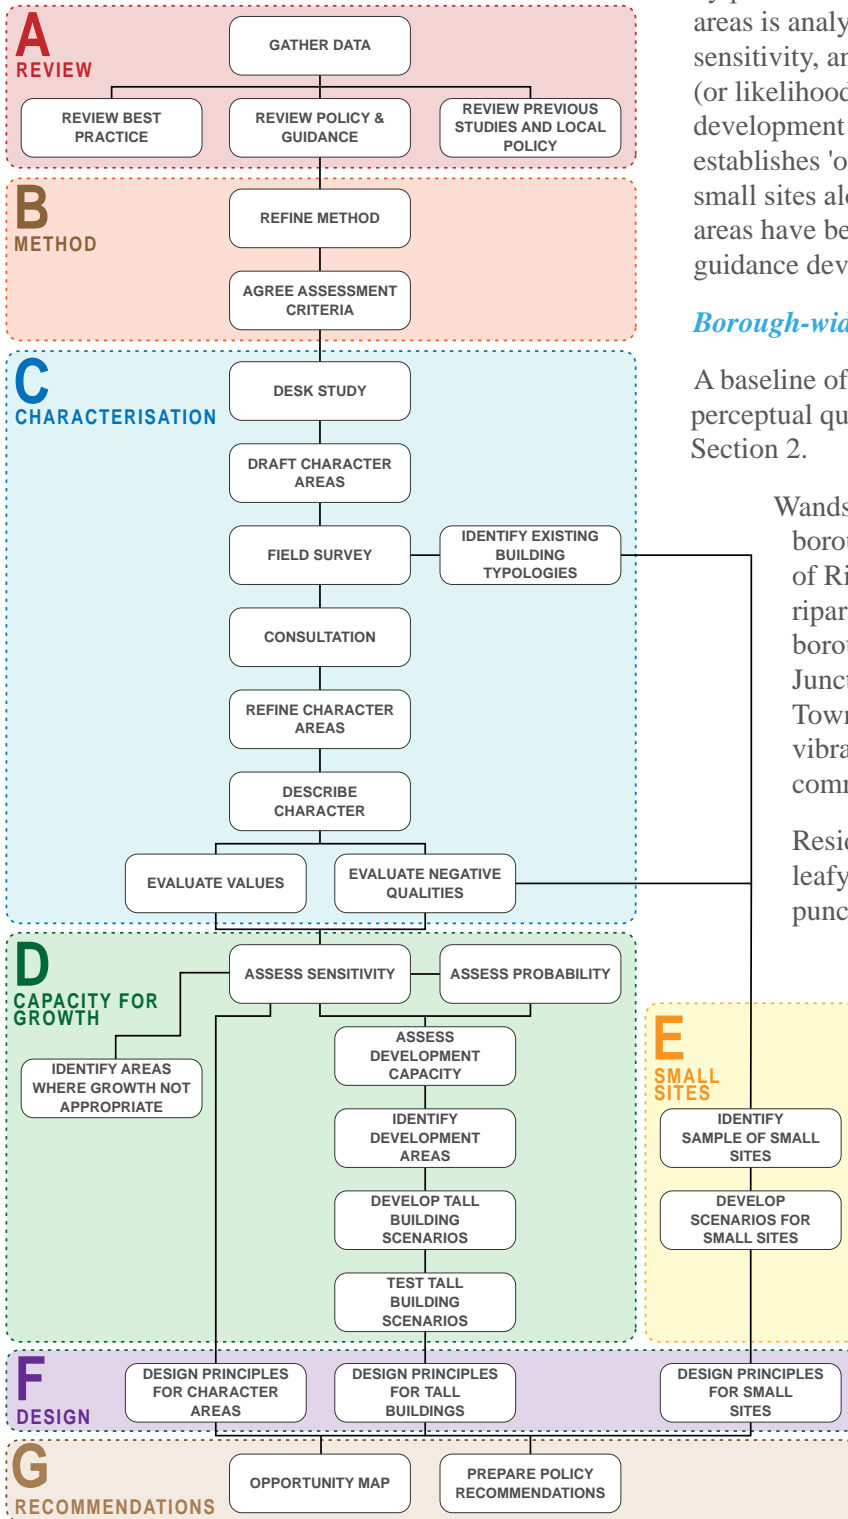 A
REVIEW
GATHER DATA
REVIEW BEST
PRACTICE
REVIEW POLICY &
GUIDANCE
REVIEW PREVIOUS
STUDIES AND LOCAL
POLICY
B
METHOD
REFINE METHOD
AGREE ASSESSMENT
CRITERIA
C
CHARACTERISATION
DESK STUDY
DRAFT CHARACTER
AREAS
FIELD SURVEY
IDENTIFY EXISTING
BUILDING
TYPOLOGIES
CONSULTATION
REFINE CHARACTER
AREAS
DESCRIBE
CHARACTER
EVALUATE VALUES
EVALUATE NEGATIVE
QUALITIES
D
CAPACITY FOR
GROWTH
ASSESS SENSITIVITY
ASSESS PROBABILITY
IDENTIFY AREAS
WHERE GROWTH NOT
APPROPRIATE
ASSESS
DEVELOPMENT
CAPACITY
IDENTIFY
DEVELOPMENT
AREAS
DEVELOP TALL
BUILDING
SCENARIOS
TEST TALL
BUILDING
SCENARIOS
E
SMALL
SITES
IDENTIFY
SAMPLE OF SMALL
SITES
DEVELOP
SCENARIOS FOR
SMALL SITES
F
DESIGN
DESIGN PRINCIPLES
FOR CHARACTER
AREAS
DESIGN PRINCIPLES
FOR TALL
BUILDINGS
DESIGN PRINCIPLES
FOR SMALL
SITES
G
RECOMMENDATIONS
OPPORTUNITY MAP
PREPARE POLICY
RECOMMENDATIONS
areas is analy
sensitivity, an
(or likelihood
development
establishes 'o
small sites alo
areas have be
guidance dev
Borough-wid
A baseline of
perceptual qu
Section 2.
Wands
borou
of Ri
ripar
borou
Junct
Town
vibra
comm
Resid
leafy
punc